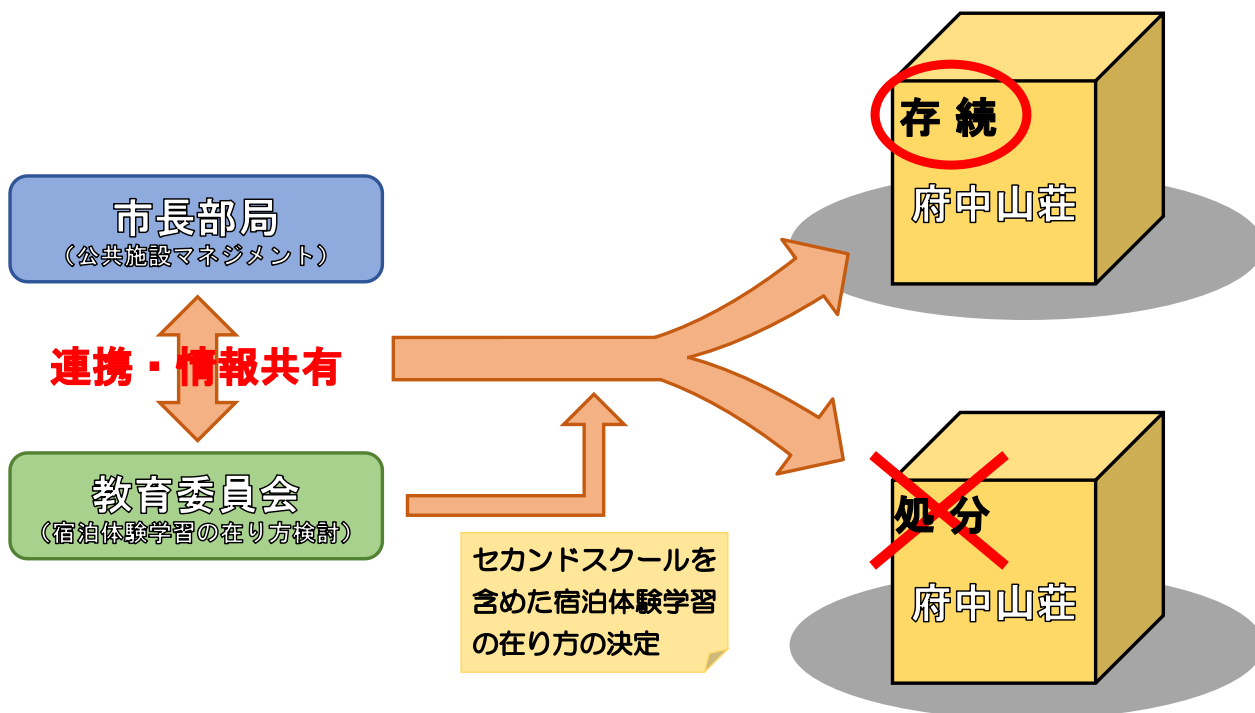 市長部局
（公共施設マネジメント）
連携・情報共有
教育委員会
（宿泊体験学習の在り方検討）
セカンドスクールを
含めた宿泊体験学習
の在り方の決定
存続
府中山荘
処分
府中山荘